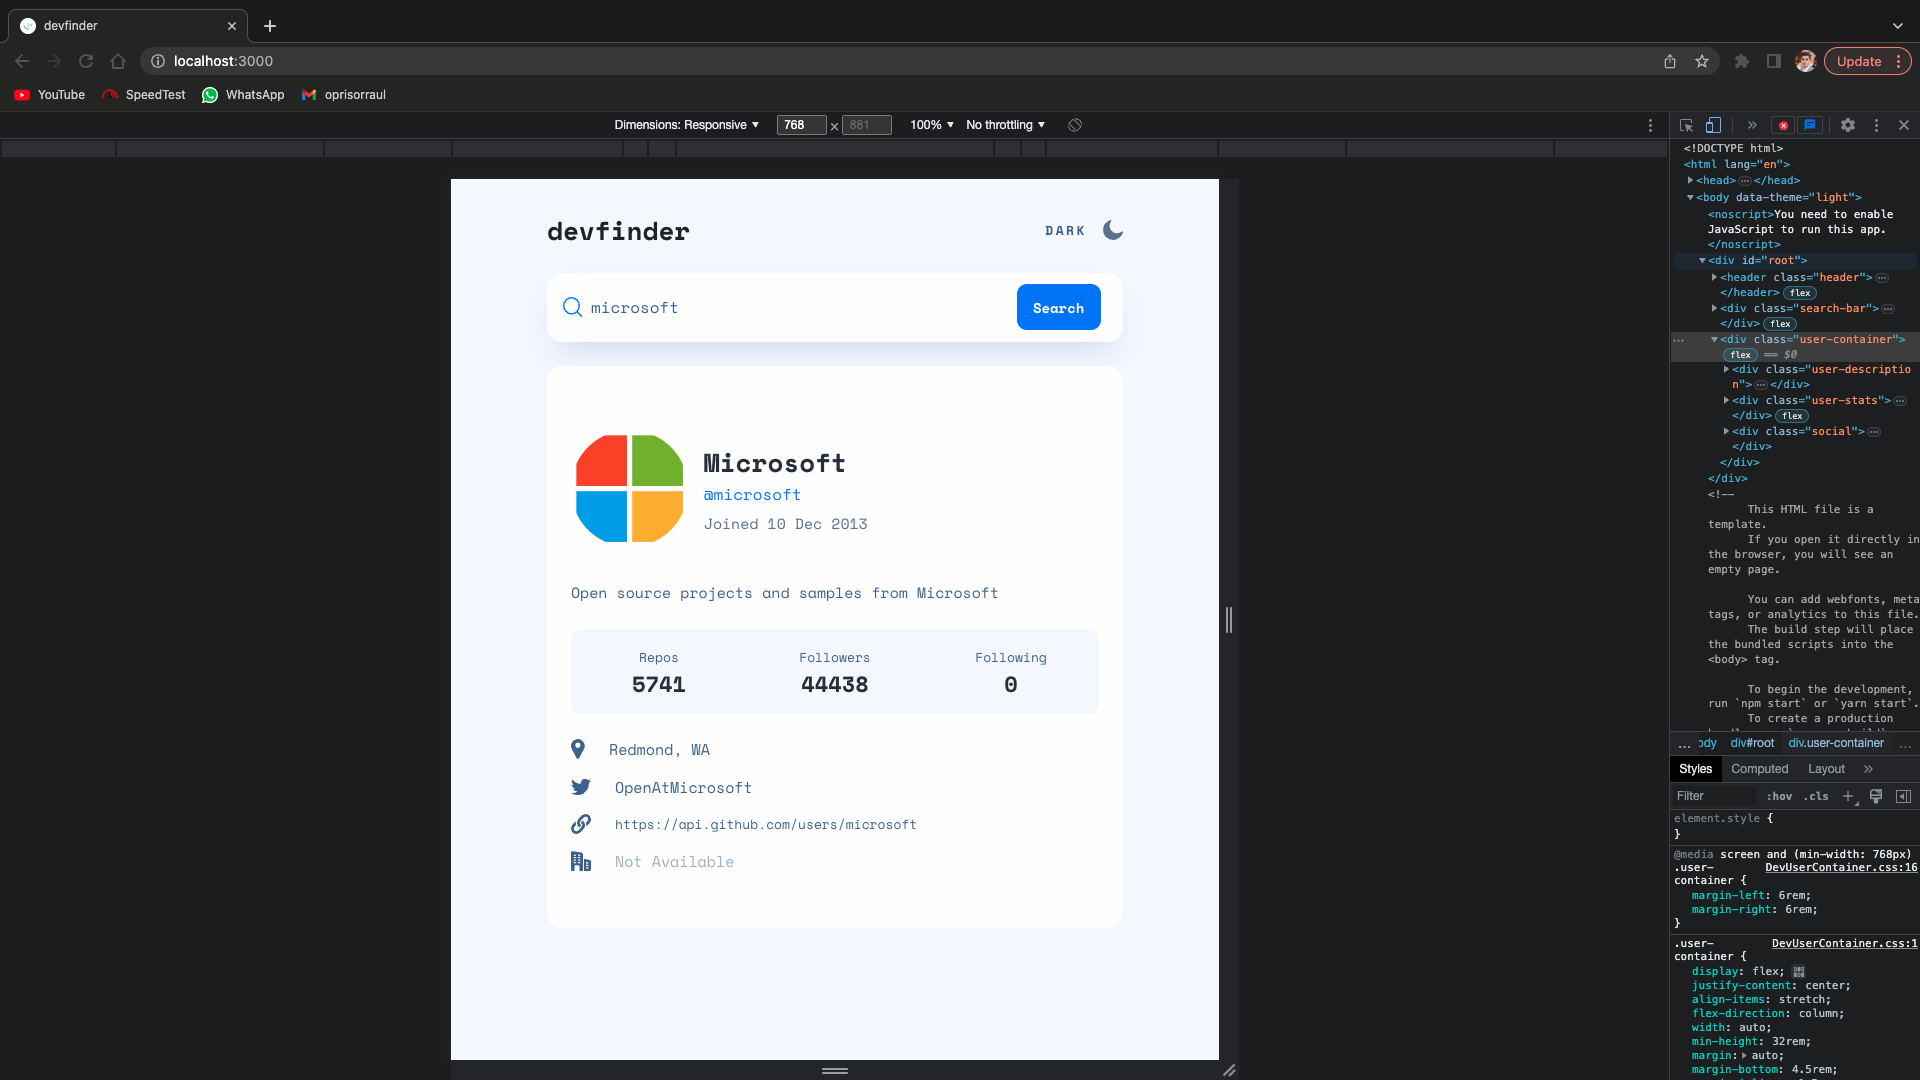 devfinder
localhost:3000
Update
YouTube
SpeedTest
WhatsApp
oprisorraul
Dimensions: Responsive
768
×
881
100%
No throttling
devfinder
DARK
microsoft
Search
Microsoft
@microsoft
Joined 10 Dec 2013
Open source projects and samples from Microsoft
Repos
5741
Followers
44438
Following
0
Redmond, WA
OpenAtMicrosoft
https://api.github.com/users/microsoft
Not Available
<!DOCTYPE html>
<html lang="en">
<head> … </head>
<body data-theme="light">
<noscript>You need to enable
JavaScript to run this app.
</noscript>
<div id="root">
<header class="header"> …
</header> flex
<div class="search-bar"> …
</div> flex
<div class="user-container">
flex == $0
<div class="user-descriptio
n"> … </div>
<div class="user-stats"> …
</div> flex
<div class="social"> …
</div>
</div>
</div>
<!--
This HTML file is a
template.
If you open it directly in
the browser, you will see an
empty page.
You can add webfonts, meta
tags, or analytics to this file.
The build step will place
the bundled scripts into the
<body> tag.
To begin the development,
run `npm start` or `yarn start`.
To create a production
... ody div#root div.user-container ...
Styles Computed Layout
Filter :hov .cls
element.style {
}
@media screen and (min-width: 768px)
.user- DevUserContainer.css:16
container {
margin-left: 6rem;
margin-right: 6rem;
}
.user- DevUserContainer.css:1
container {
display: flex;
justify-content: center;
align-items: stretch;
flex-direction: column;
width: auto;
min-height: 32rem;
margin: auto;
margin-bottom: 4.5rem;